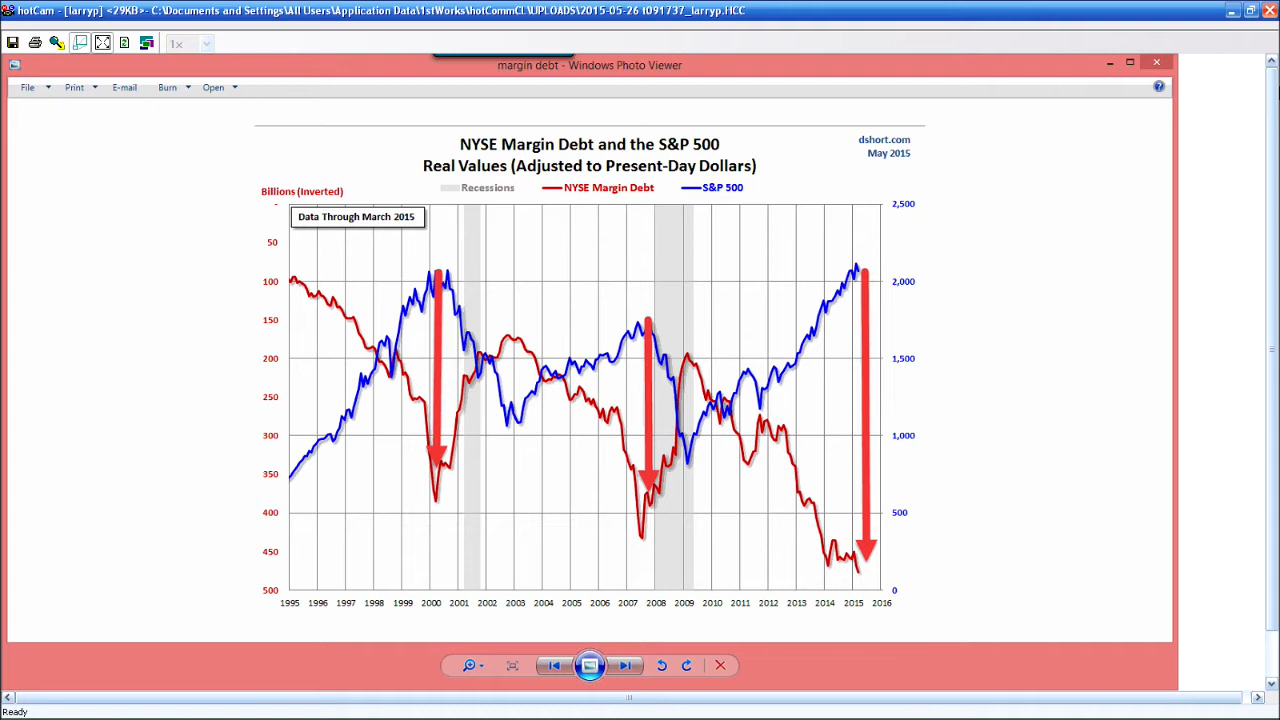 hotCam - [larryp] <29KB>- C:\Documents and Settings\All Users\Application Data\1stWorks\hotCommCL\UPLOADS\2015-05-26 t091737_larryp.HCC
1x
margin debt - Windows Photo Viewer
File Print E-mail Burn Open
NYSE Margin Debt and the S&P 500
dshort.com
Real Values (Adjusted to Present-Day Dollars)
May 2015
Billions (Inverted)
Recessions NYSE Margin Debt S&P 500
Data Through March 2015
- 2,500
50
100 2,000
150
200 1,500
250
300 1,000
350
400 500
450
500 0
1995 1996 1997 1998 1999 2000 2001 2002 2003 2004 2005 2006 2007 2008 2009 2010 2011 2012 2013 2014 2015 2016
Ready